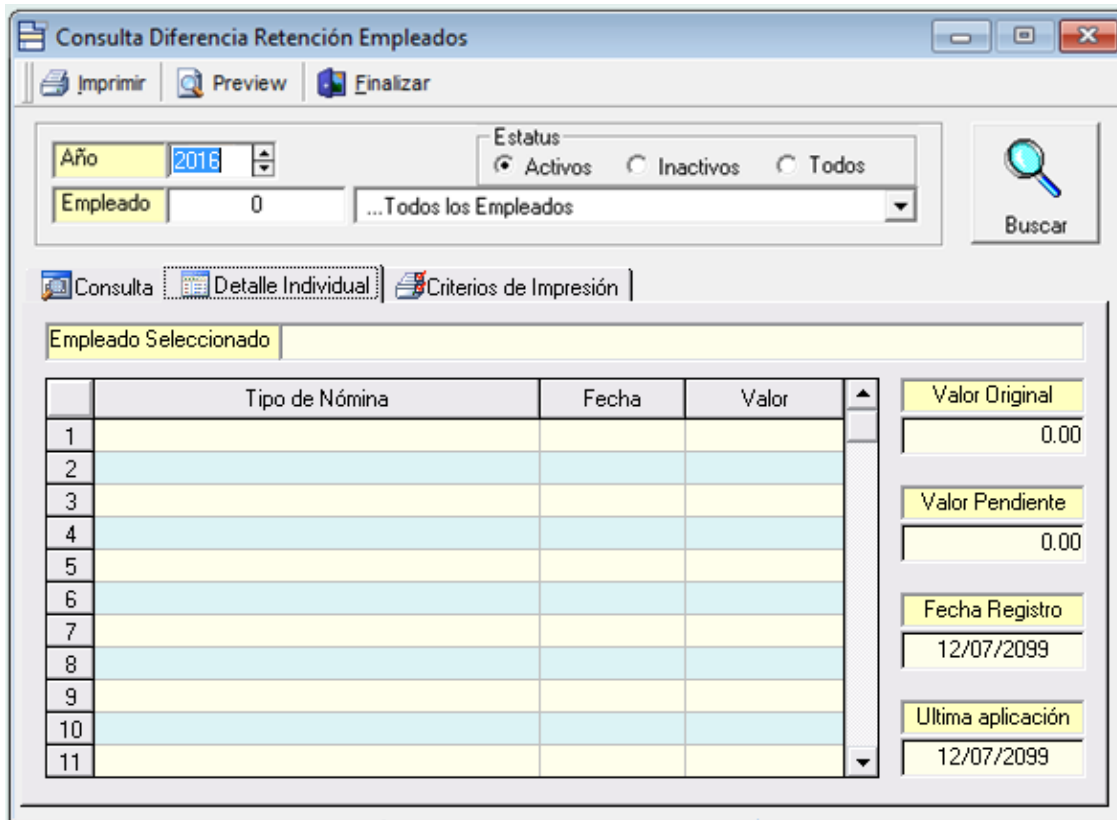 Consulta Diferencia Retención Empleados
Imprimir Preview Finalizar
Estatus
Año 2016 Activos Inactivos Todos
Empleado 0 ...Todos los Empleados
Buscar
Consulta Detalle Individual Criterios de Impresión
Empleado Seleccionado
Tipo de Nómina Fecha Valor Valor Original
1 0.00
2
3 Valor Pendiente
4 0.00
5
6 Fecha Registro
7
8 12/07/2099
9
10 Ultima aplicación
11 12/07/2099